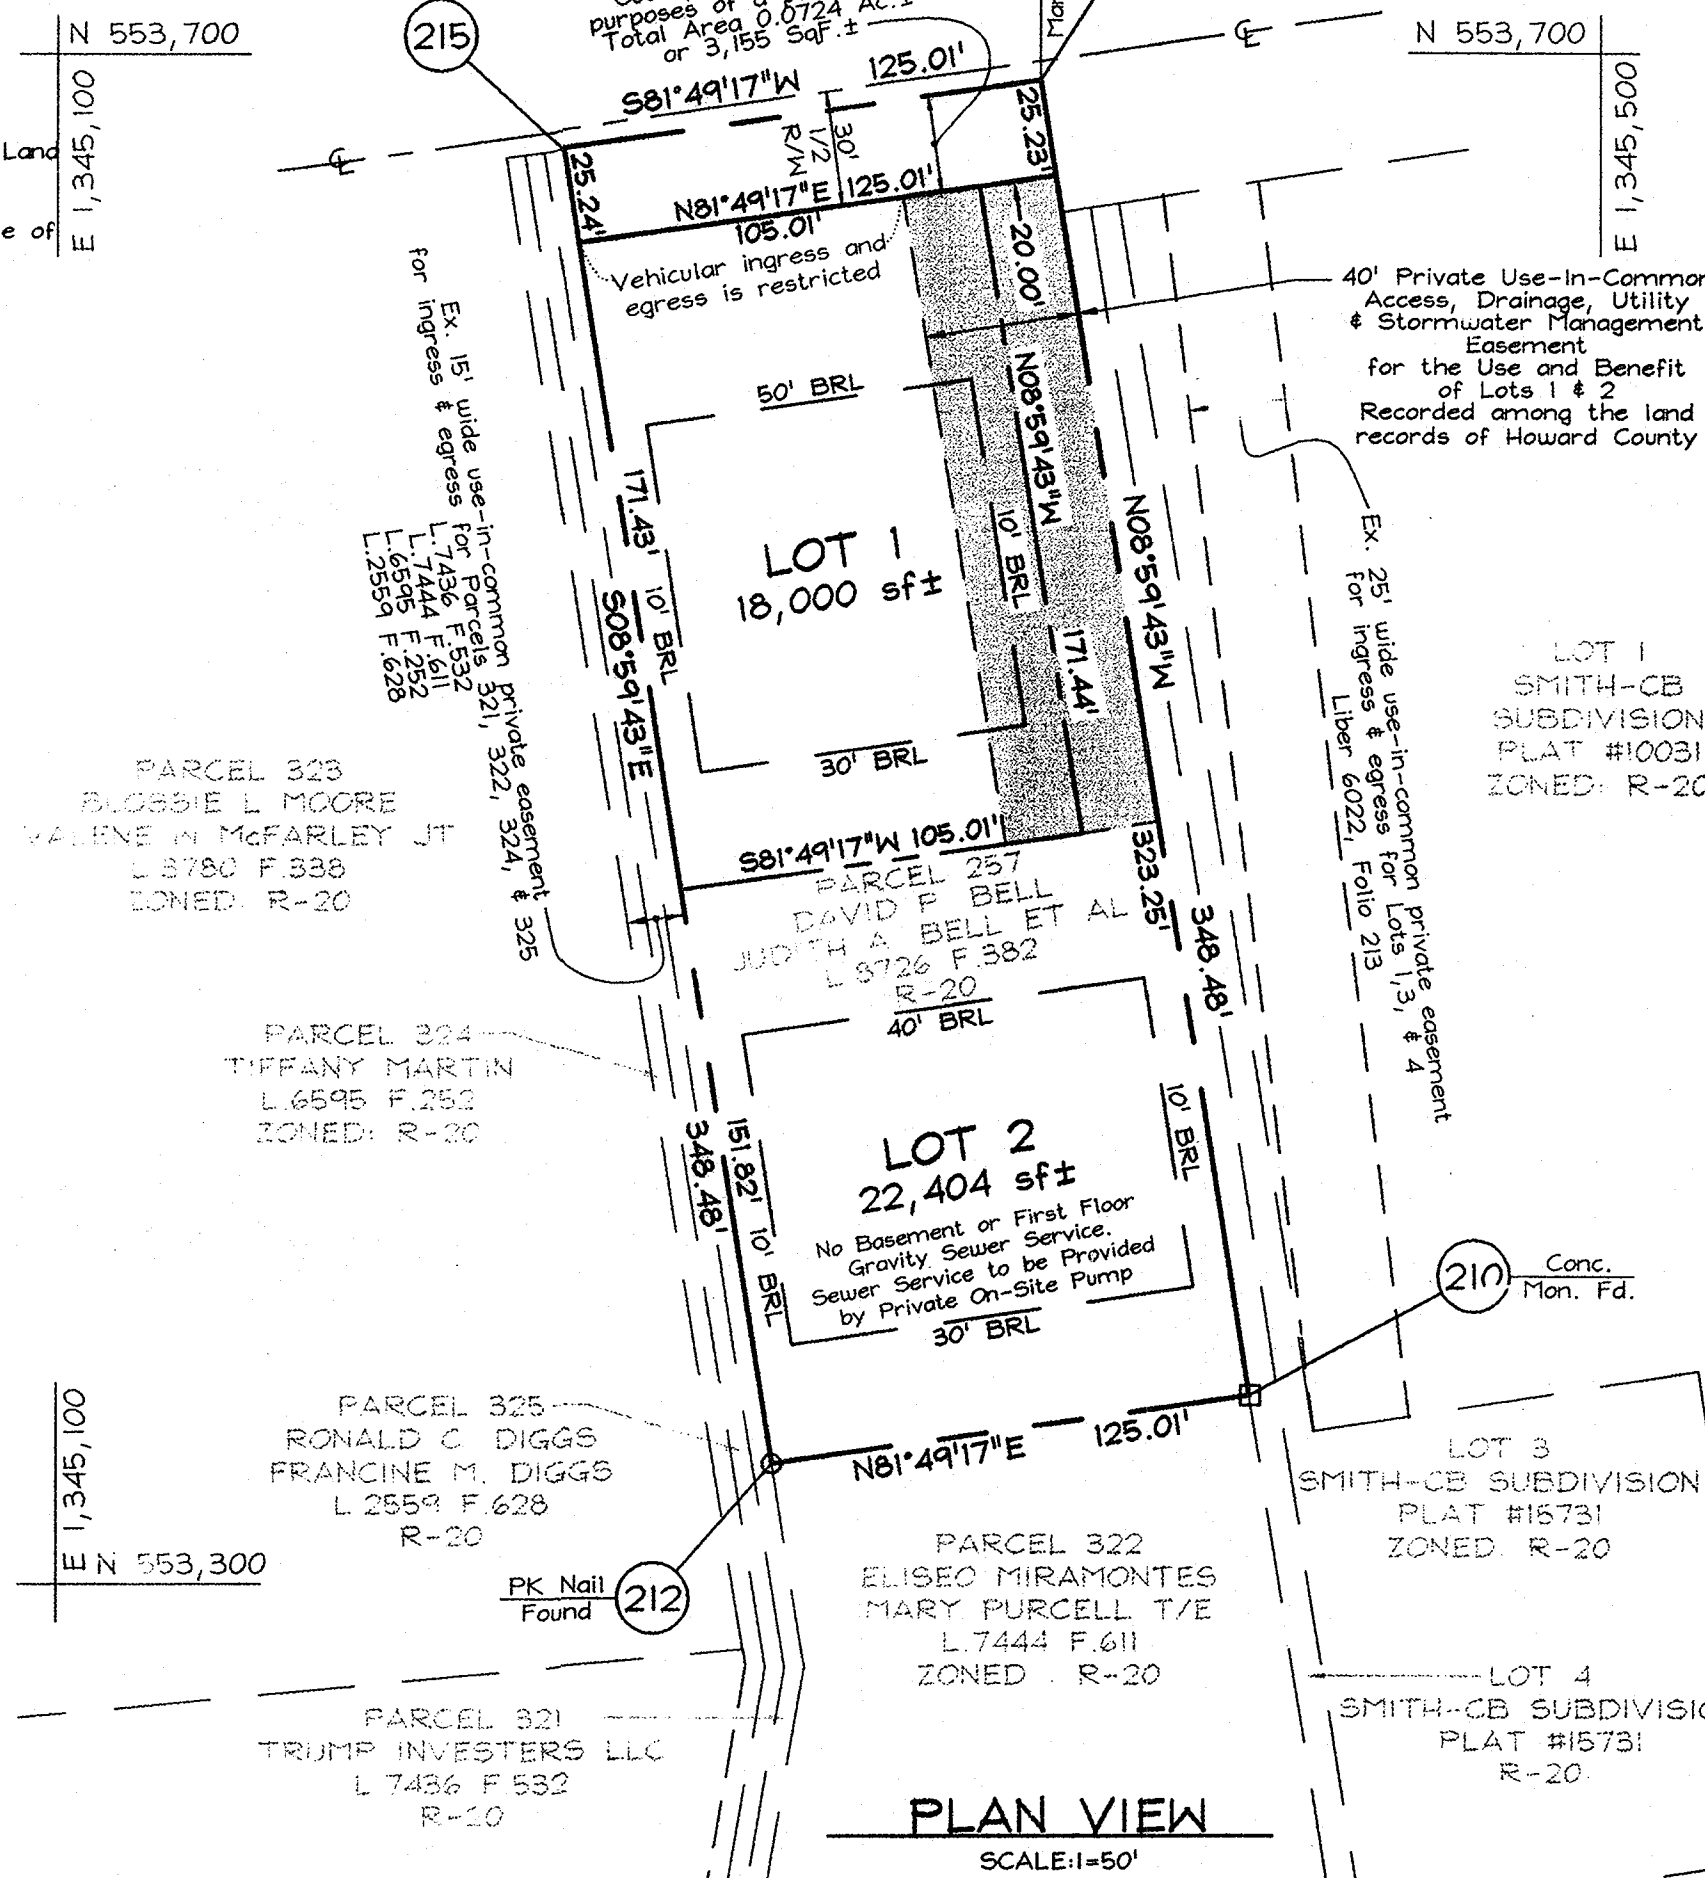 N 553,700
E 1,345,100
215
purposes of a
Total Area 0.0724 Ac.±
or 3,155 Sqf.±
Mar
℄
N 553,700
E 1,345,500
Land
e of
℄
S81°49'17"W 125.01'
30'
1/2
R/W
25.23'
25.24'
N81°49'17"E 125.01'
105.01'
Vehicular ingress and
egress is restricted
20.00'
40' Private Use-In-Common
Access, Drainage, Utility
& Stormwater Management
Easement
for the Use and Benefit
of Lots 1 & 2
Recorded among the land
records of Howard County
Ex. 15' wide use-in-common private easement
for ingress & egress for Parcels 321, 322, 324, & 325
L.7436 F.532
L.7444 F.611
L.6595 F.252
L.2559 F.628
50' BRL
N08°59'43"W
171.43'
10' BRL
S08°59'43"E
LOT 1
18,000 sf±
10' BRL
171.44'
N08°59'43"W
30' BRL
Ex. 25' wide use-in-common private easement
for ingress & egress for Lots 1,3, & 4
Liber 6022, Folio 213
LOT 1
SMITH-CB
SUBDIVISION
PLAT #10031
ZONED: R-20
PARCEL 323
BLOSSIE L MOORE
VALENE W McFARLEY JT
L 3780 F.338
ZONED: R-20
S81°49'17"W 105.01'
323.25'
348.48'
PARCEL 257
DAVID P BELL
JUDITH A BELL ET AL
L 8726 F.382
R-20
40' BRL
PARCEL 324
TIFFANY MARTIN
L.6595 F.252
ZONED: R-20
151.82'
348.48'
10' BRL
10' BRL
LOT 2
22,404 sf±
No Basement or First Floor
Gravity Sewer Service.
Sewer Service to be Provided
by Private On-Site Pump
30' BRL
210
Conc.
Mon. Fd.
N81°49'17"E 125.01'
E 1,345,100
N 553,300
PARCEL 325
RONALD C DIGGS
FRANCINE M. DIGGS
L 2559 F.628
R-20
PK Nail
Found
212
PARCEL 322
ELISEO MIRAMONTES
MARY PURCELL T/E
L.7444 F.611
ZONED : R-20
LOT 3
SMITH-CB SUBDIVISION
PLAT #15731
ZONED: R-20
LOT 4
SMITH-CB SUBDIVISIO
PLAT #15731
R-20
PARCEL 321
TRUMP INVESTERS LLC
L 7436 F 532
R-20
PLAN VIEW
SCALE:1=50'